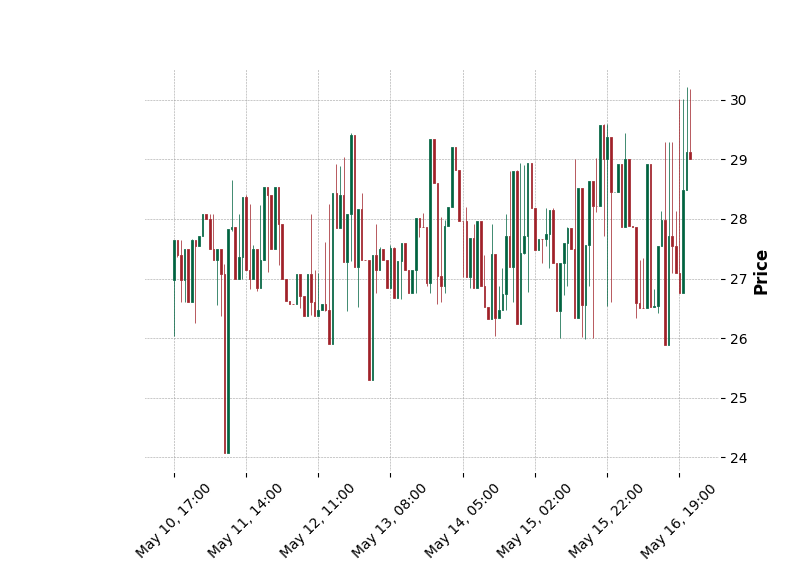 30
29
28
27
26
25
24
Price
May 10, 17:00
May 11, 14:00
May 12, 11:00
May 13, 08:00
May 14, 05:00
May 15, 02:00
May 15, 22:00
May 16, 19:00